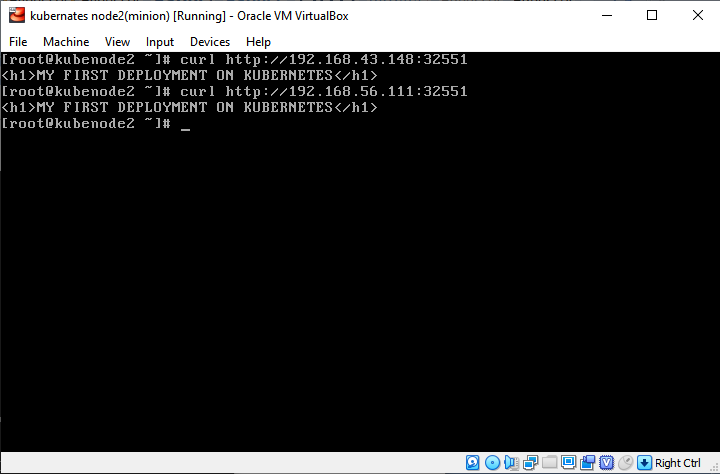 kubernates node2(minion) [Running] - Oracle VM VirtualBox
File Machine View Input Devices Help
[root@kubenode2 ~]# curl http://192.168.43.148:32551
<h1>MY FIRST DEPLOYMENT ON KUBERNETES</h1>
[root@kubenode2 ~]# curl http://192.168.56.111:32551
<h1>MY FIRST DEPLOYMENT ON KUBERNETES</h1>
[root@kubenode2 ~]# _
Right Ctrl